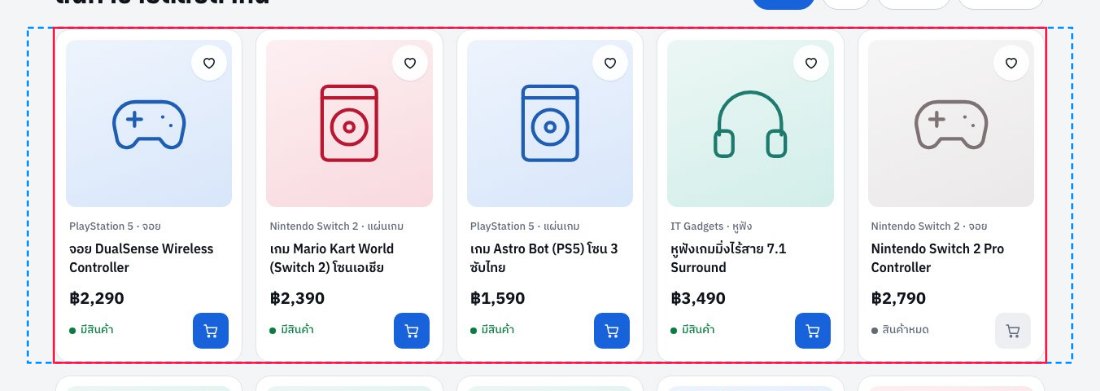 PlayStation 5 · จอย
จอย DualSense Wireless
Controller
฿2,290
มีสินค้า
Nintendo Switch 2 · แผ่นเกม
เกม Mario Kart World
(Switch 2) โซนเอเชีย
฿2,390
มีสินค้า
PlayStation 5 · แผ่นเกม
เกม Astro Bot (PS5) โซน 3
ซับไทย
฿1,590
มีสินค้า
IT Gadgets · หูฟัง
หูฟังเกมมิ่งไร้สาย 7.1
Surround
฿3,490
มีสินค้า
Nintendo Switch 2 · จอย
Nintendo Switch 2 Pro
Controller
฿2,790
สินค้าหมด